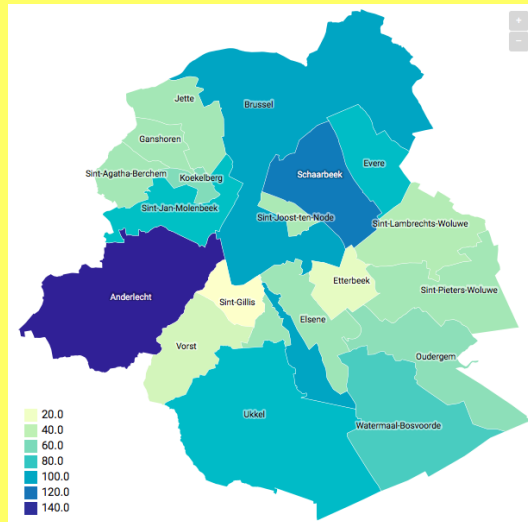 +
−
Jette
Brussel
Ganshoren
Evere
Sint-Agatha-Berchem
Koekelberg
Schaarbeek
Sint-Jan-Molenbeek
Sint-Joost-ten-Node
Sint-Lambrechts-Woluwe
Anderlecht
Sint-Gillis
Etterbeek
Sint-Pieters-Woluwe
Elsene
Vorst
Oudergem
Ukkel
Watermaal-Bosvoorde
20.0
40.0
60.0
80.0
100.0
120.0
140.0